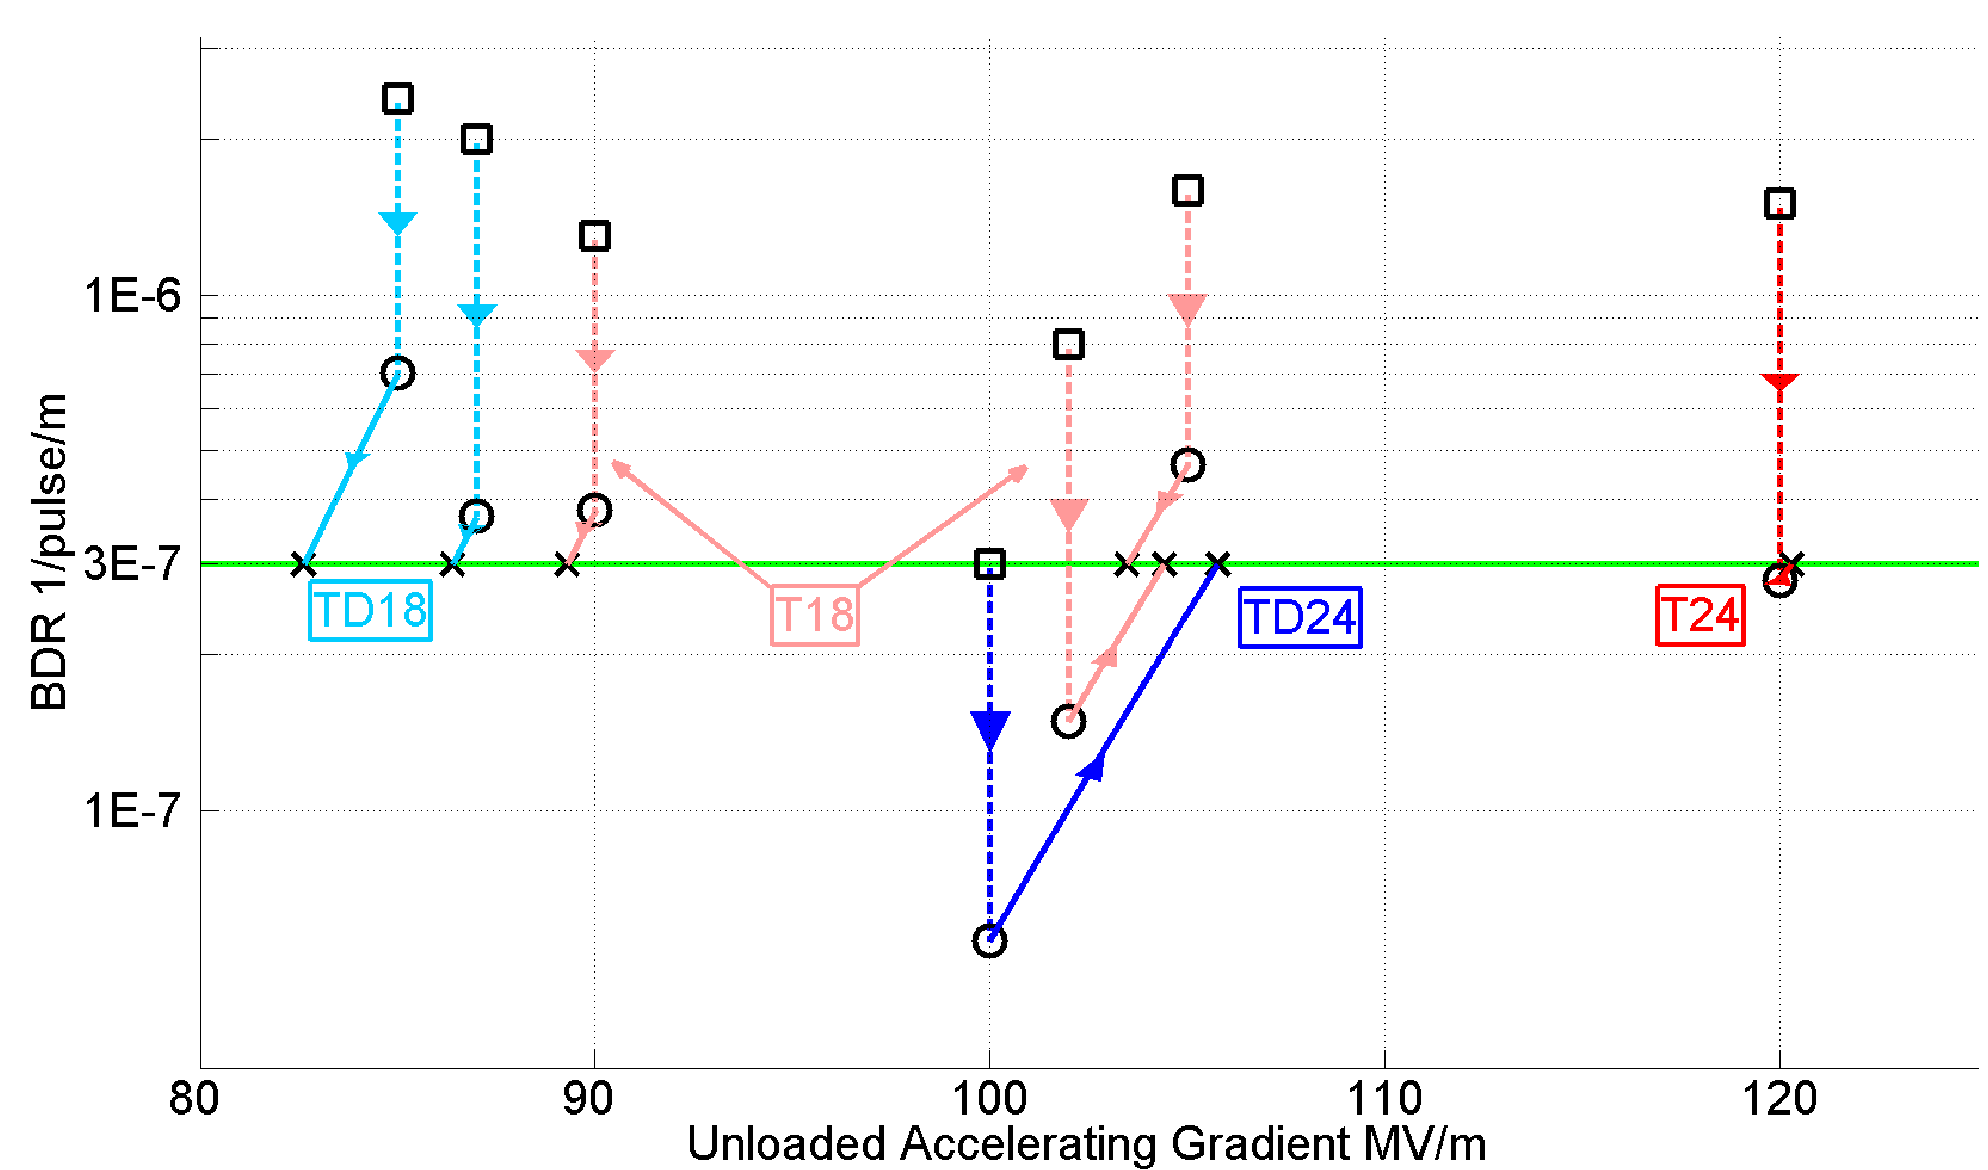 1E-6
3E-7
1E-7
BDR 1/pulse/m
TD18
T18
TD24
T24
80
90
100
110
120
Unloaded Accelerating Gradient MV/m